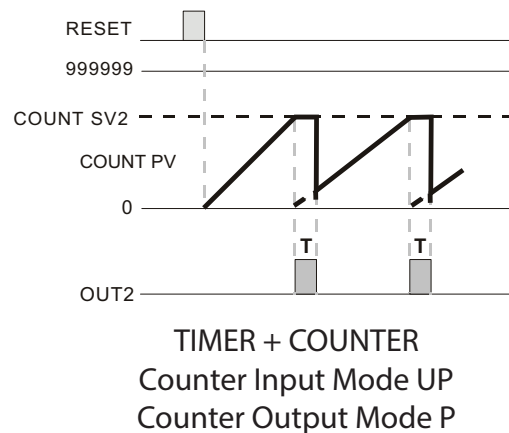 RESET
999999
COUNT SV2
COUNT PV
0
T T
OUT2
TIMER + COUNTER
Counter Input Mode UP
Counter Output Mode P